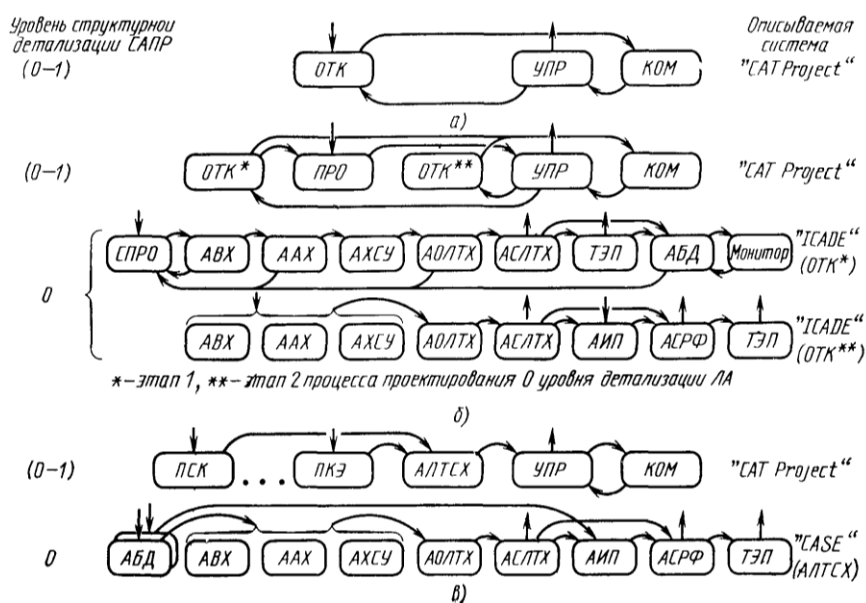 Уровень структурной
детализации САПР
Описываемая
система
(0−1)
ОТК
УПР
КОМ
"CAT Project"
а)
(0−1)
ОТК*
ПРО
ОТК**
УПР
КОМ
"CAT Project"
0
СПРО
АВХ
ААХ
АХСУ
АОЛТХ
АСЛТХ
ТЭП
АБД
Монитор
"ICADE"
(ОТК*)
АВХ
ААХ
АХСУ
АОЛТХ
АСЛТХ
АИП
АСРФ
ТЭП
"ICADE"
(ОТК**)
*−этап 1, **−этап 2 процесса проектирования 0 уровня детализации ЛА
б)
(0−1)
ПСК
...
ПКЭ
АЛТСХ
УПР
КОМ
"CAT Project"
0
АБД
АВХ
ААХ
АХСУ
АОЛТХ
АСЛТХ
АИП
АСРФ
ТЭП
"CASE"
(АЛТСХ)
в)